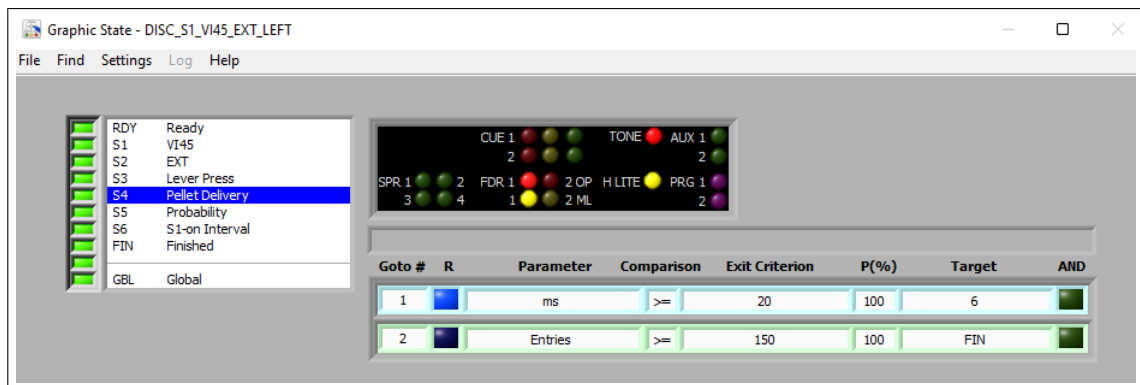 Graphic State - DISC_S1_VI45_EXT_LEFT
File Find Settings Log Help
RDY Ready
S1 VI45
S2 EXT
S3 Lever Press
S4 Pellet Delivery
S5 Probability
S6 S1-on Interval
FIN Finished
GBL Global
CUE 1 TONE AUX 1
2 2
SPR 1 2 FDR 1 2 OP H LITE PRG 1
3 4 1 2 ML 2
Goto # R Parameter Comparison Exit Criterion P(%) Target AND
1 ms >= 20 100 6
2 Entries >= 150 100 FIN